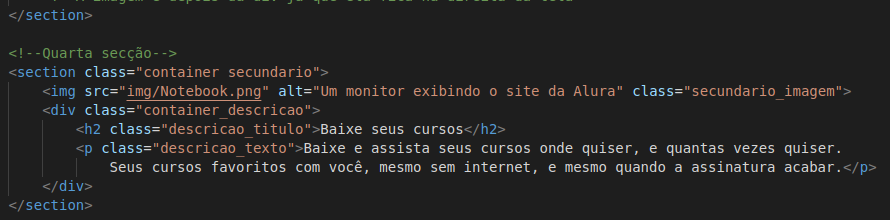 </section>
<!--Quarta secção-->
<section class="container secundario">
<img src="img/Notebook.png" alt="Um monitor exibindo o site da Alura" class="secundario_imagem">
<div class="container_descricao">
<h2 class="descricao_titulo">Baixe seus cursos</h2>
<p class="descricao_texto">Baixe e assista seus cursos onde quiser, e quantas vezes quiser.
Seus cursos favoritos com você, mesmo sem internet, e mesmo quando a assinatura acabar.</p>
</div>
</section>